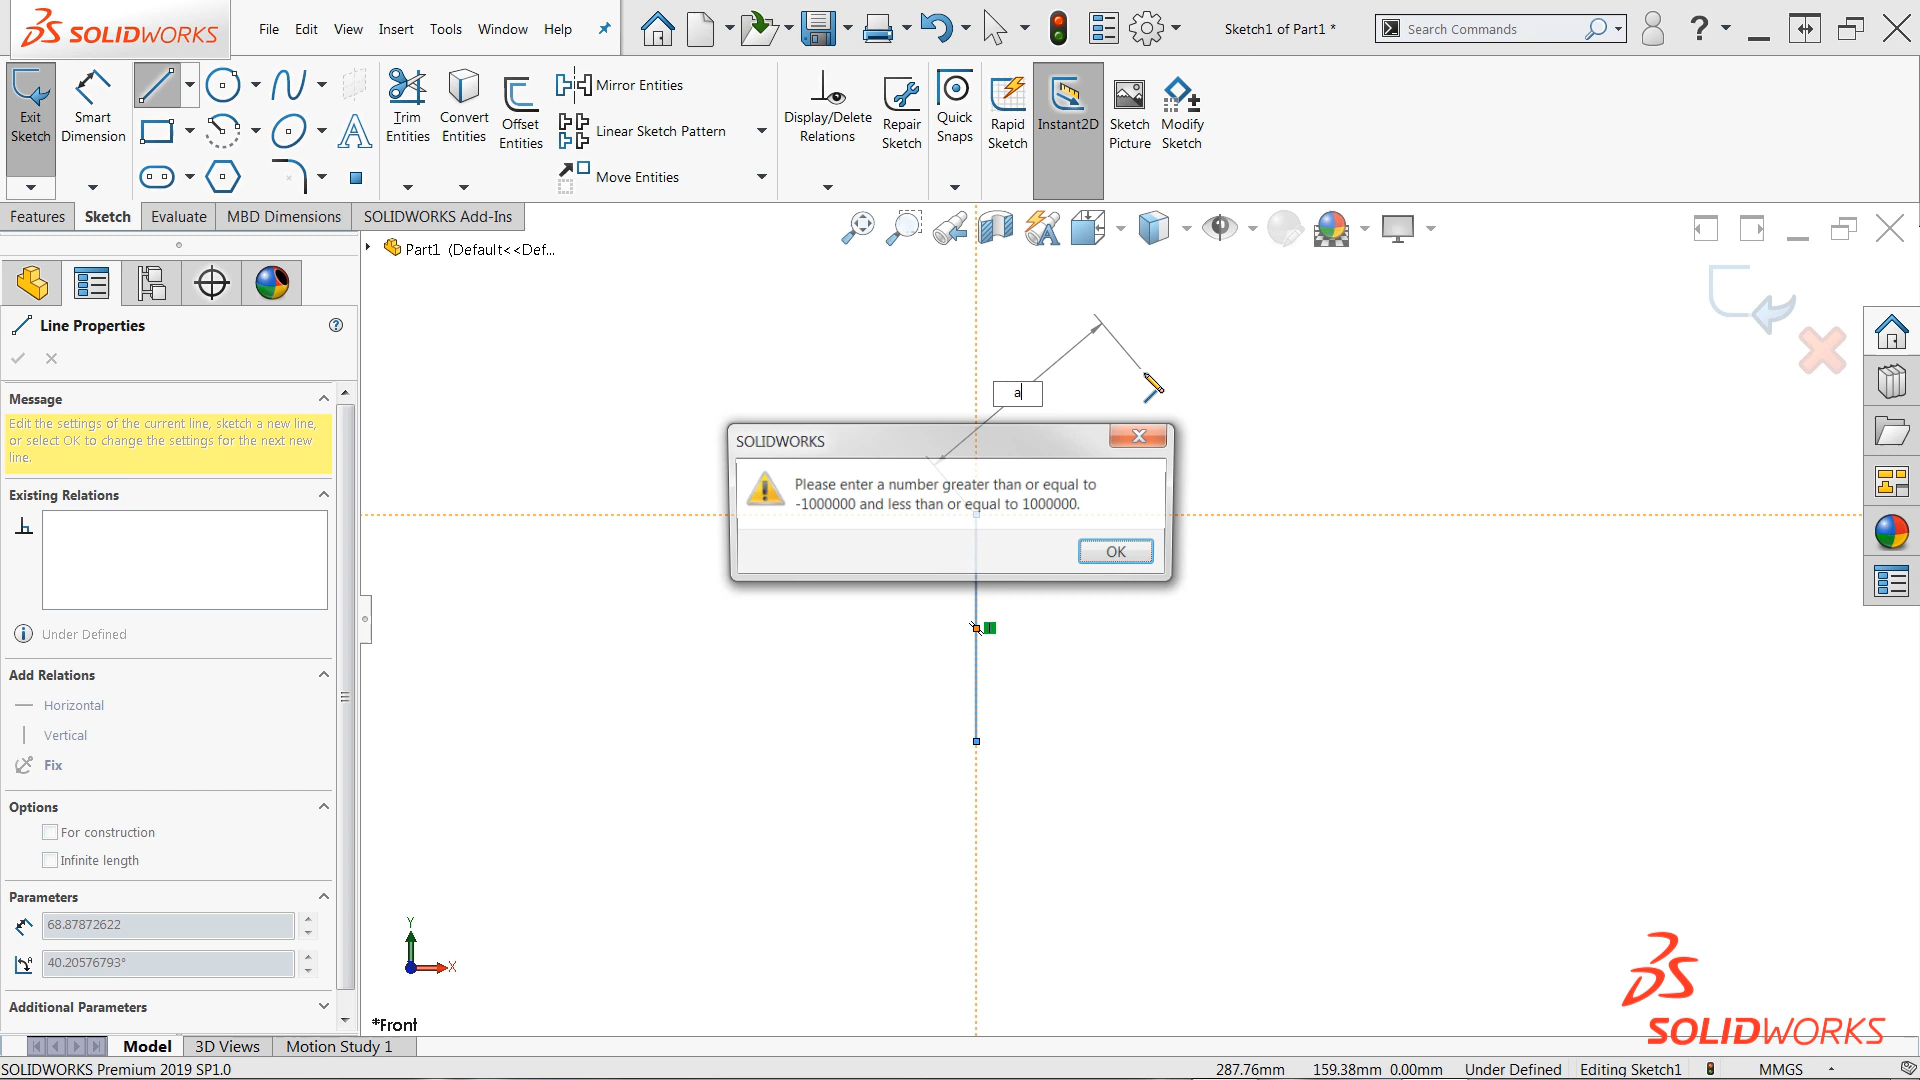 SOLIDWORKS
File Edit View Insert Tools Window Help
Sketch1 of Part1 *
Search Commands
Exit Sketch
Smart Dimension
Trim Entities
Convert Entities
Offset Entities
Mirror Entities
Linear Sketch Pattern
Move Entities
Display/Delete Relations
Repair Sketch
Quick Snaps
Rapid Sketch
Instant2D
Sketch Picture
Modify Sketch
Features Sketch Evaluate MBD Dimensions SOLIDWORKS Add-Ins
Part1 (Default<<Def...
Line Properties
Message
Edit the settings of the current line, sketch a new line,
or select OK to change the settings for the next new
line.
Existing Relations
Under Defined
Add Relations
Horizontal
Vertical
Fix
Options
For construction
Infinite length
Parameters
68.87872622
40.20576793°
Additional Parameters
a
SOLIDWORKS
Please enter a number greater than or equal to
-1000000 and less than or equal to 1000000.
OK
Y
X
*Front
SOLIDWORKS
Model 3D Views Motion Study 1
SOLIDWORKS Premium 2019 SP1.0
287.76mm 159.38mm 0.00mm Under Defined Editing Sketch1 MMGS